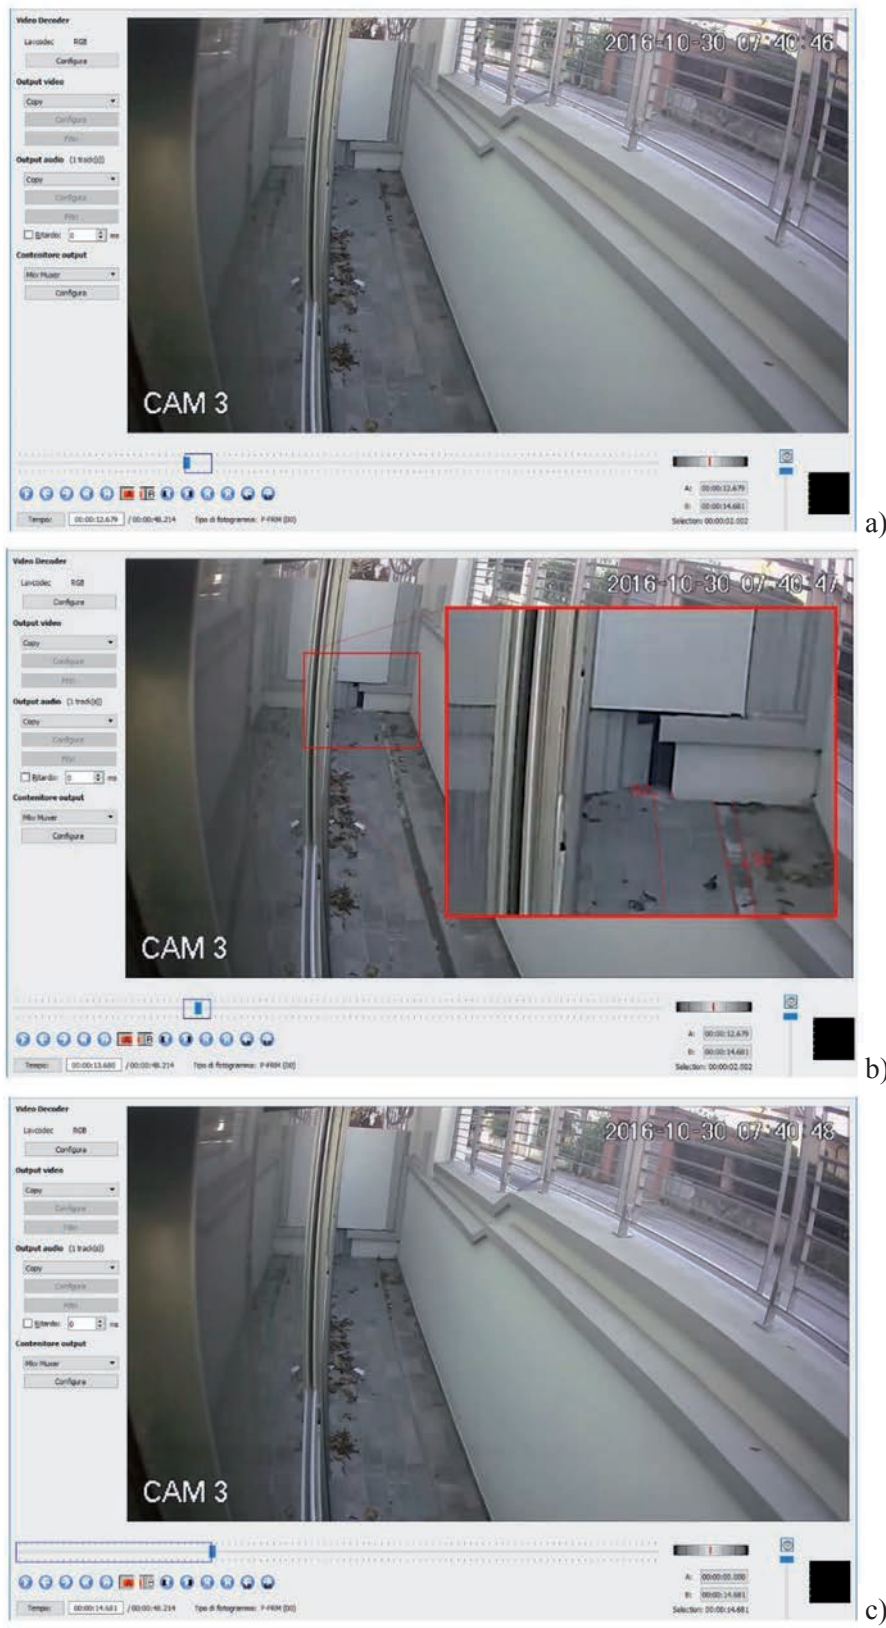 Video Decoder
Lavcodec RGB
Configura
Output video
Copy
Configura
Filtri
Output audio (1 track(s))
Copy
Configura
Filtri
Ritardo: 0 ms
Contenitore output
Mkv Muxer
Configura
2016-10-30 07:40:46
CAM 3
A: 00:00:12.679
B: 00:00:14.681
Selection: 00:00:02.002
Tempo: 00:00:12.679 / 00:00:48.214 Tipo di fotogramma: P-FRM (00)
a)
Video Decoder
Lavcodec RGB
Configura
Output video
Copy
Configura
Filtri
Output audio (1 track(s))
Copy
Configura
Filtri
Ritardo: 0 ms
Contenitore output
Mkv Muxer
Configura
2016-10-30 07:40:47
CAM 3
A: 00:00:12.679
B: 00:00:14.681
Selection: 00:00:02.002
Tempo: 00:00:13.680 / 00:00:48.214 Tipo di fotogramma: P-FRM (00)
b)
Video Decoder
Lavcodec RGB
Configura
Output video
Copy
Configura
Filtri
Output audio (1 track(s))
Copy
Configura
Filtri
Ritardo: 0 ms
Contenitore output
Mkv Muxer
Configura
2016-10-30 07:40:48
CAM 3
A: 00:00:00.000
B: 00:00:14.681
Selection: 00:00:14.681
Tempo: 00:00:14.681 / 00:00:48.214 Tipo di fotogramma: P-FRM (00)
c)